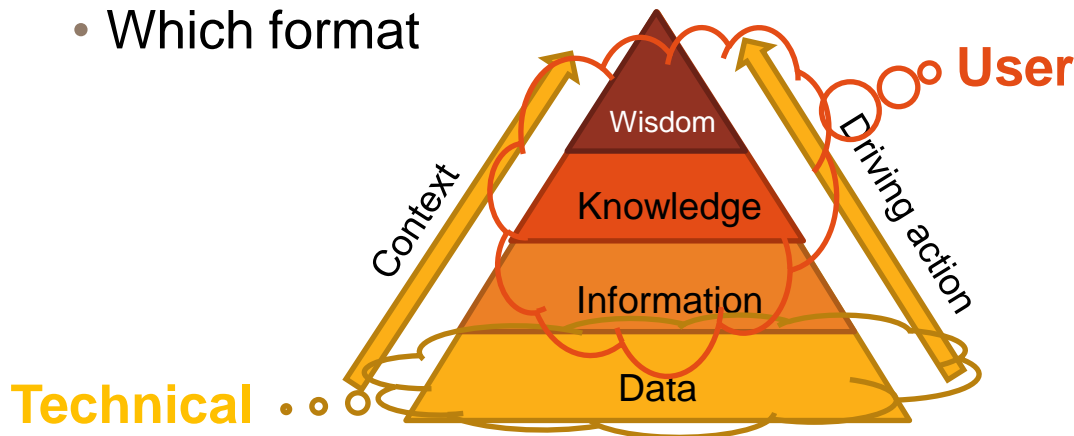 • Which format
User
Wisdom
Driving action
Context
Knowledge
Information
Data
Technical